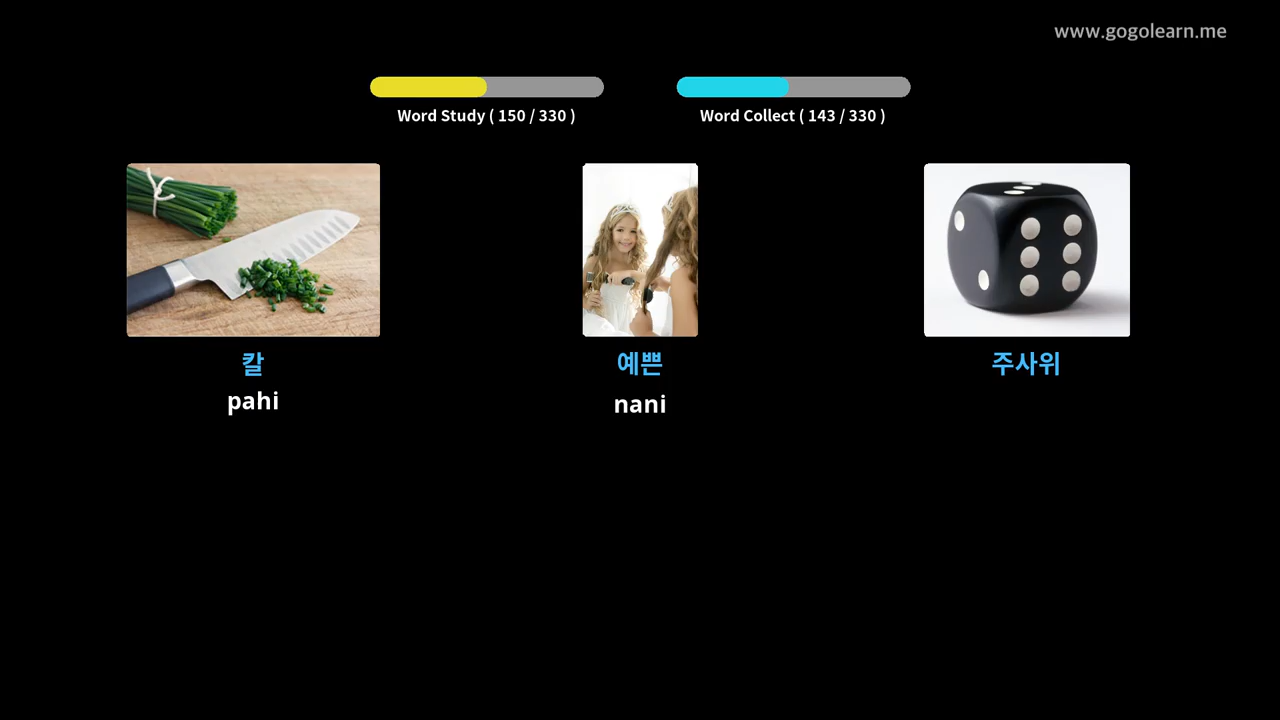 www.gogolearn.me
Word Study ( 150 / 330 )
Word Collect ( 143 / 330 )
칼
예쁜
주사위
pahi
nani